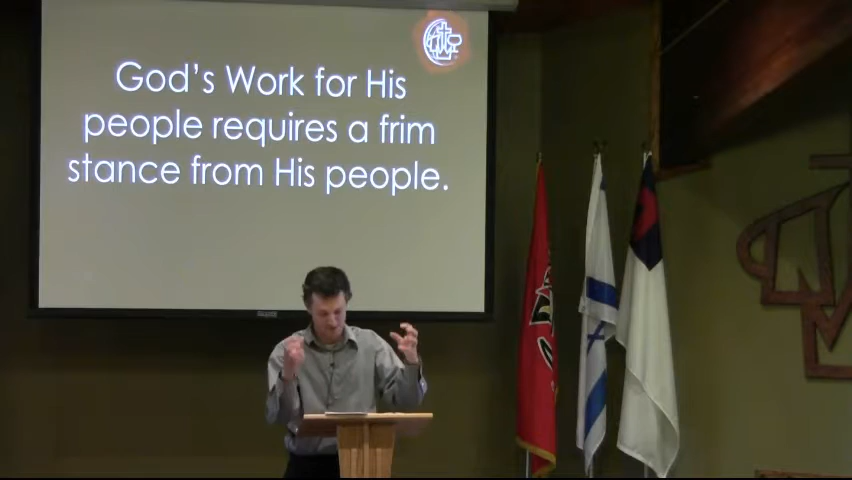 God's Work for His
people requires a frim
stance from His people.